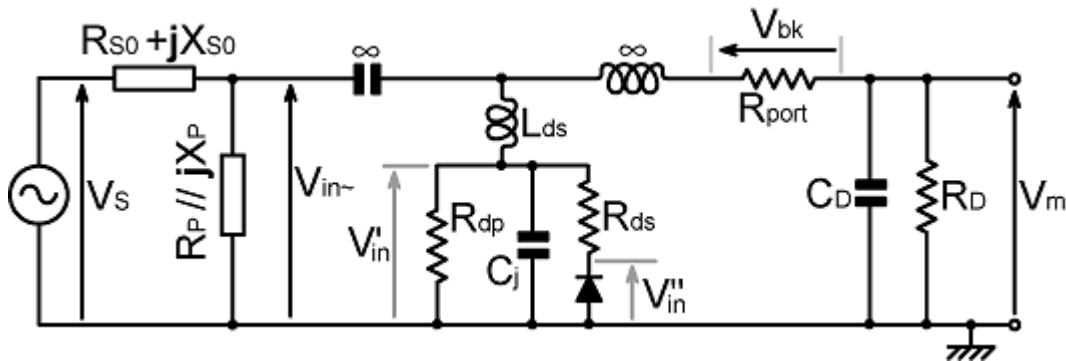 RS0 +jXS0
∞
∞
Vbk
Rport
Lds
VS
RP // jXP
Vin~
V'in
Rdp
Cj
Rds
V''in
CD
RD
Vm